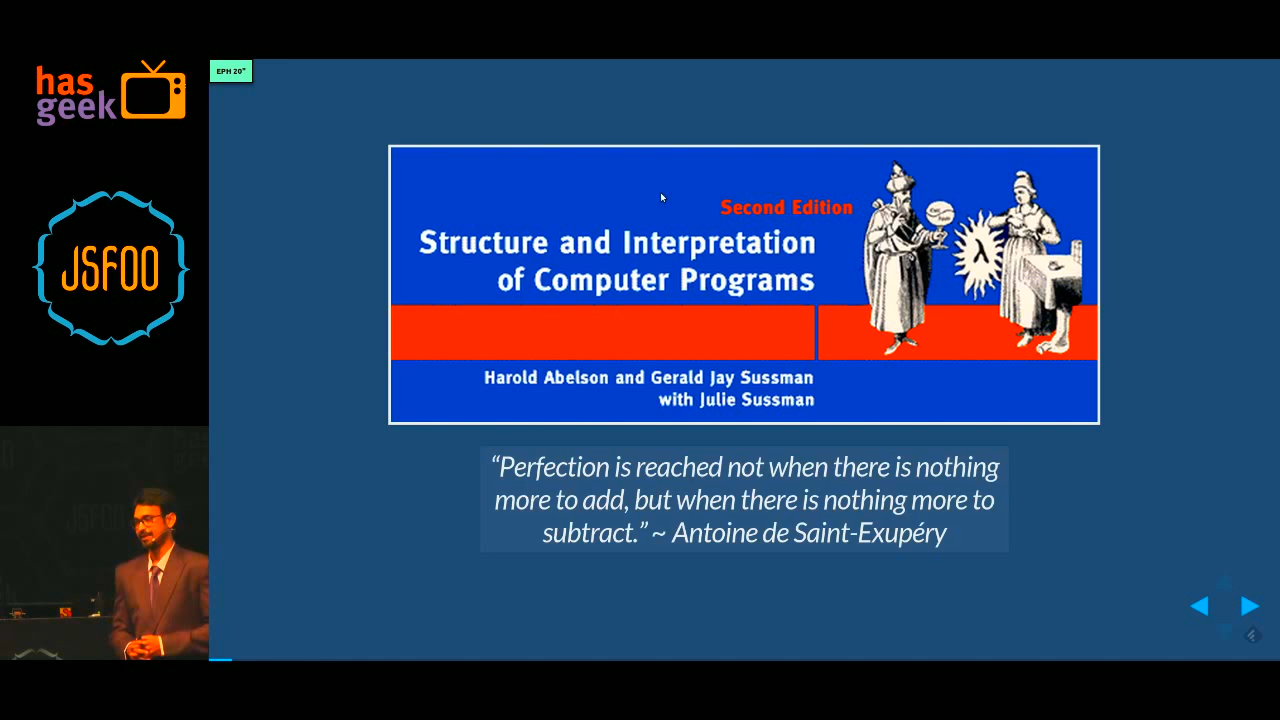 has
geek
EPH 20"
JSFOO
Second Edition
Structure and Interpretation
of Computer Programs
λ
Harold Abelson and Gerald Jay Sussman
with Julie Sussman
“Perfection is reached not when there is nothing
more to add, but when there is nothing more to
subtract.” ~ Antoine de Saint-Exupéry